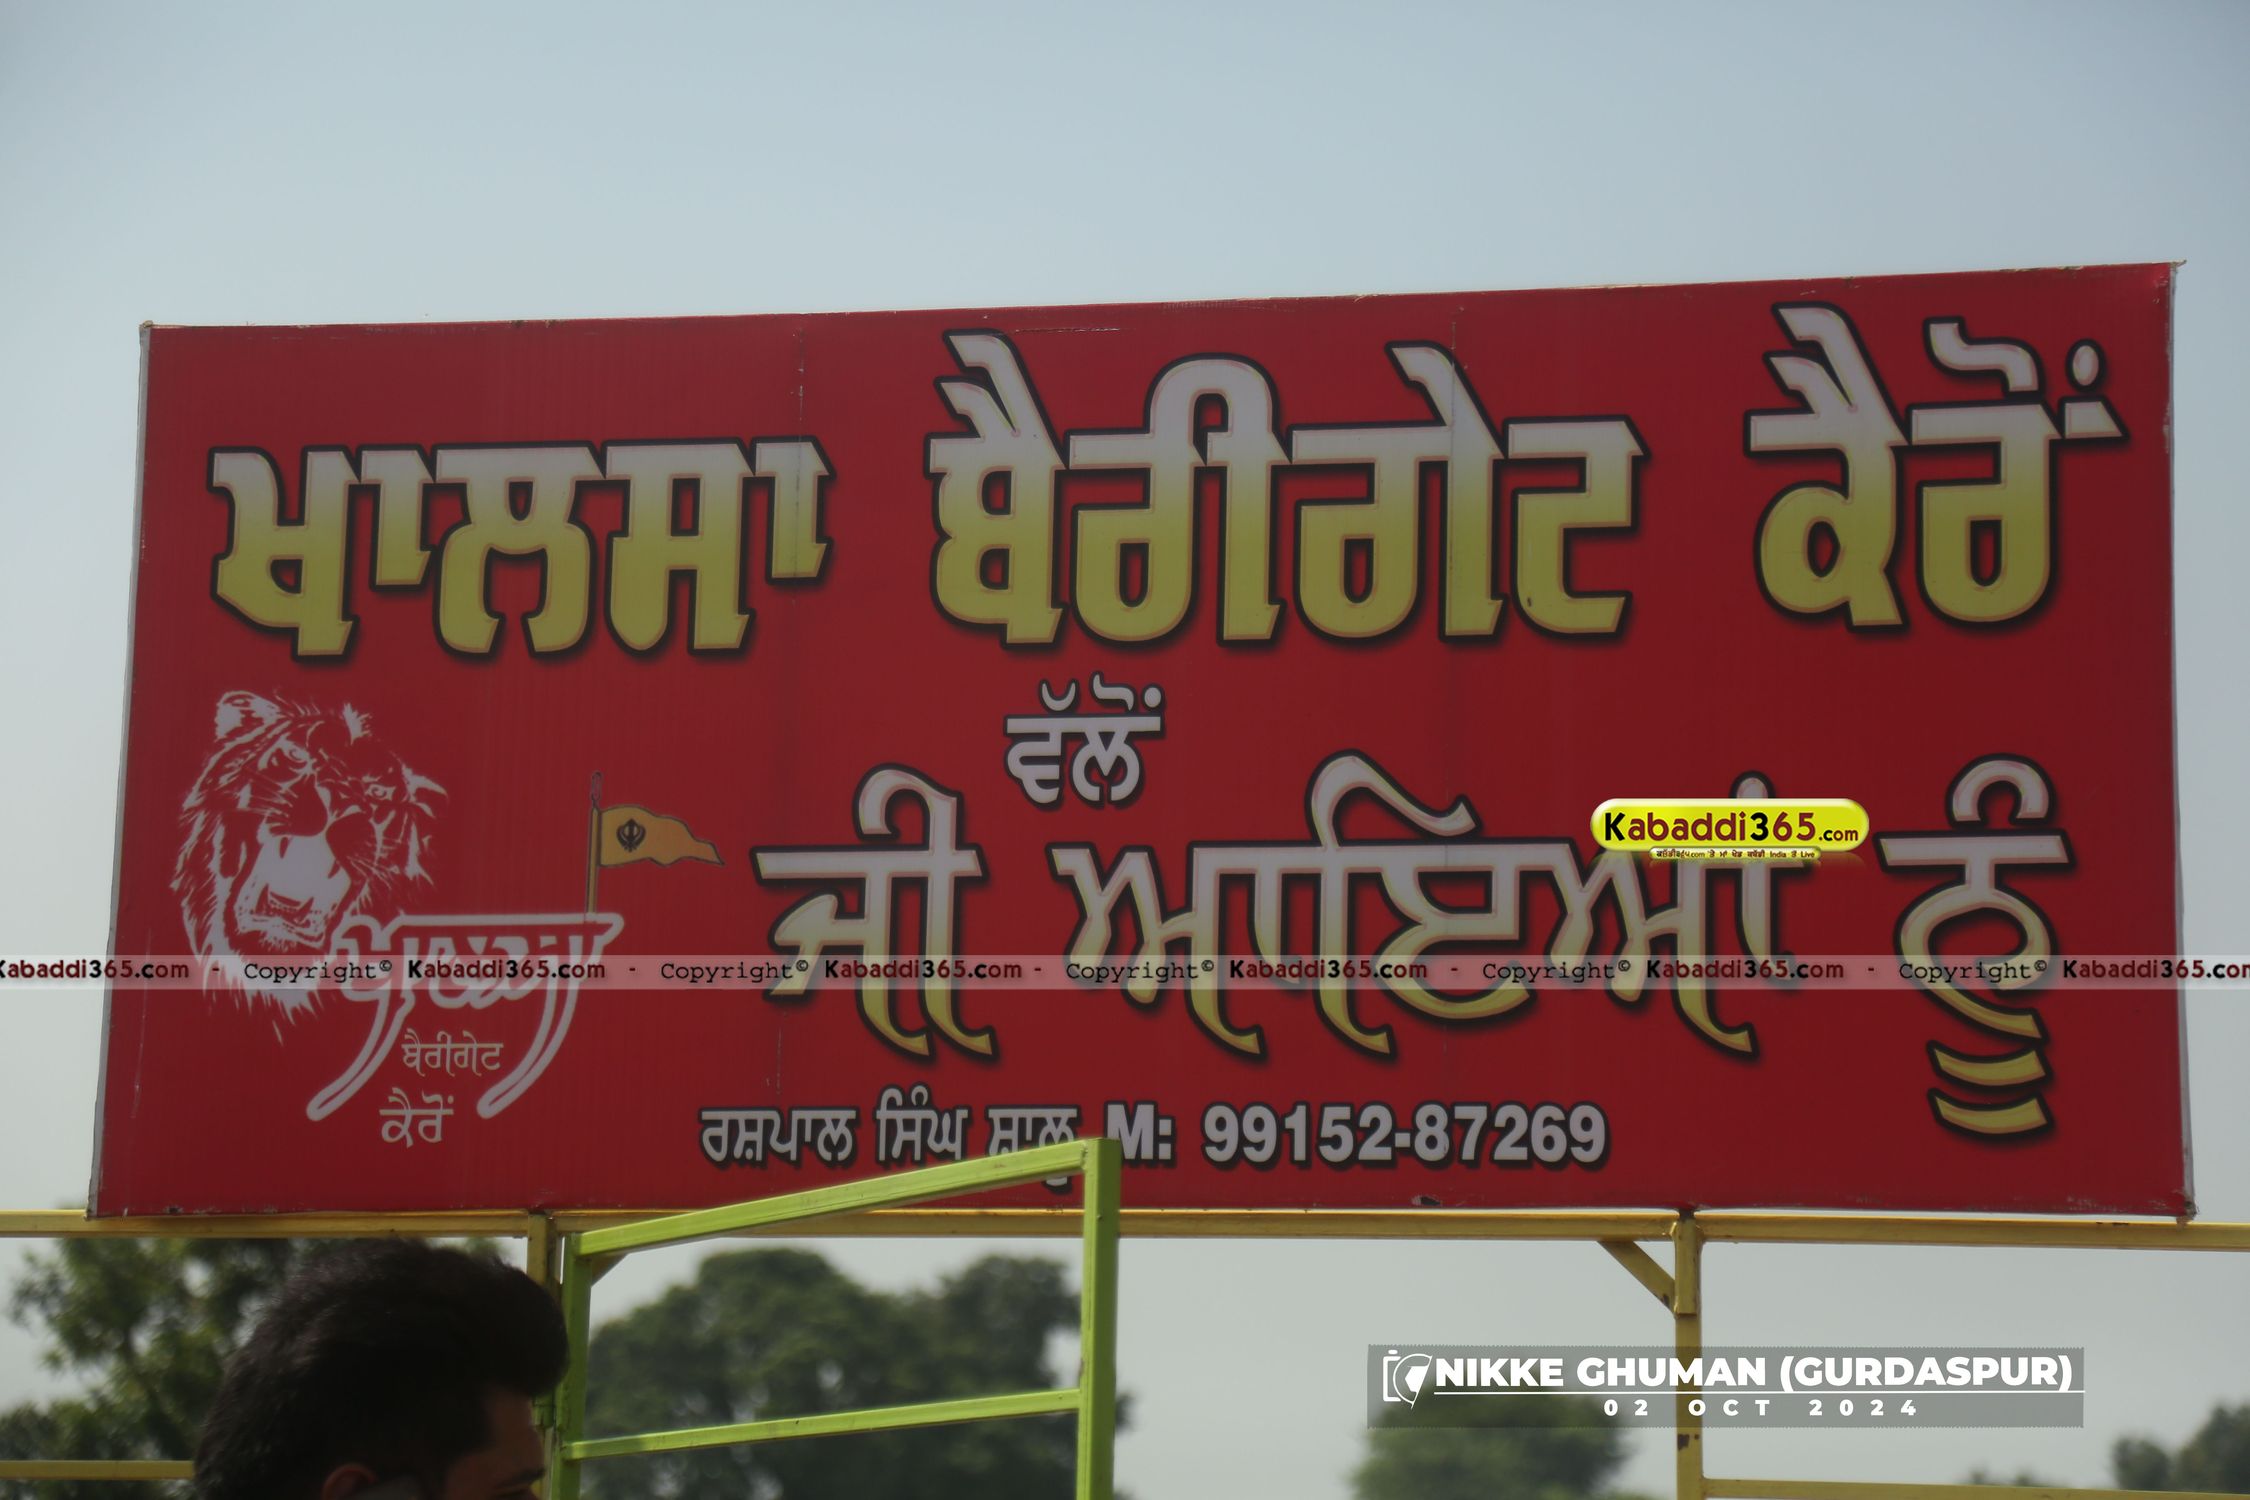 ਖਾਲਸਾ ਬੈਰੀਗੇਟ ਕੈਰੋਂ
ਵੱਲੋਂ
ਜੀ ਆਇਆਂ ਨੂੰ
ਖਾਲਸਾ
ਬੈਰੀਗੇਟ
ਕੈਰੋਂ
ਰਸ਼ਪਾਲ ਸਿੰਘ ਸ਼ਾਲੂ M: 99152-87269
Kabaddi365.com
Kabaddi365.com - Copyright© Kabaddi365.com - Copyright© Kabaddi365.com - Copyright© Kabaddi365.com - Copyright© Kabaddi365.com - Copyright© Kabaddi365.com
NIKKE GHUMAN (GURDASPUR)
02 OCT 2024